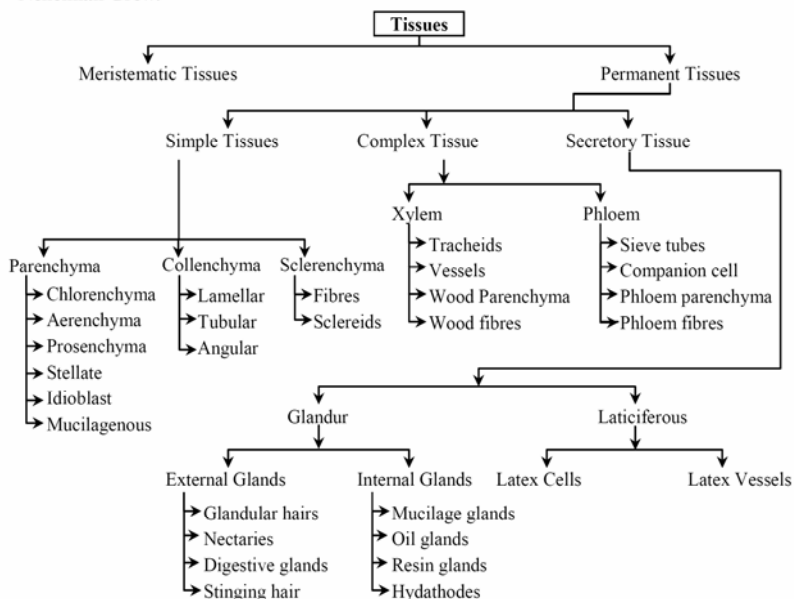 Tissues
Meristematic Tissues Permanent Tissues
Simple Tissues Complex Tissue Secretory Tissue
Xylem Phloem
Tracheids Sieve tubes
Vessels Companion cell
Wood Parenchyma Phloem parenchyma
Wood fibres Phloem fibres
Parenchyma Collenchyma Sclerenchyma
Chlorenchyma Lamellar Fibres
Aerenchyma Tubular Sclereids
Prosenchyma Angular
Stellate
Idioblast
Mucilagenous
Glandur Laticiferous
External Glands Internal Glands Latex Cells Latex Vessels
Glandular hairs Mucilage glands
Nectaries Oil glands
Digestive glands Resin glands
Stinging hair Hydathodes